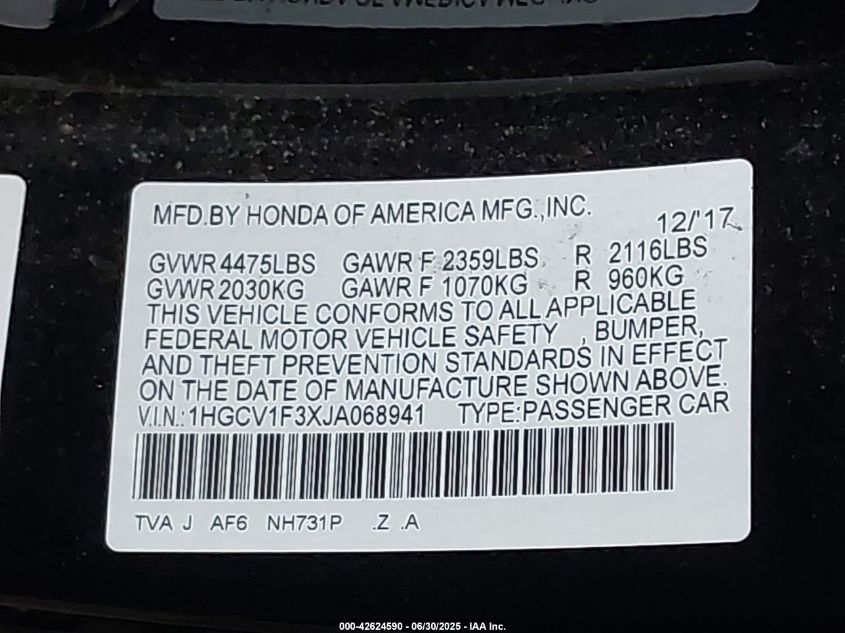 MFD.BY HONDA OF AMERICA MFG.,INC.
12/'17
GVWR 4475LBS GAWR F 2359LBS R 2116LBS
GVWR 2030KG GAWR F 1070KG R 960KG
THIS VEHICLE CONFORMS TO ALL APPLICABLE
FEDERAL MOTOR VEHICLE SAFETY , BUMPER,
AND THEFT PREVENTION STANDARDS IN EFFECT
ON THE DATE OF MANUFACTURE SHOWN ABOVE.
V.I.N.: 1HGCV1F3XJA068941 TYPE:PASSENGER CAR
TVA J AF6 NH731P .Z .A
000-42624590 - 06/30/2025 - IAA Inc.